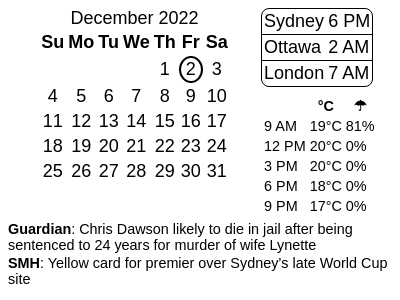 December 2022
Su Mo Tu We Th Fr Sa
1 2 3
4 5 6 7 8 9 10
11 12 13 14 15 16 17
18 19 20 21 22 23 24
25 26 27 28 29 30 31
Sydney 6 PM
Ottawa 2 AM
London 7 AM
°C ☂
9 AM 19°C 81%
12 PM 20°C 0%
3 PM 20°C 0%
6 PM 18°C 0%
9 PM 17°C 0%
Guardian: Chris Dawson likely to die in jail after being
sentenced to 24 years for murder of wife Lynette
SMH: Yellow card for premier over Sydney's late World Cup
site